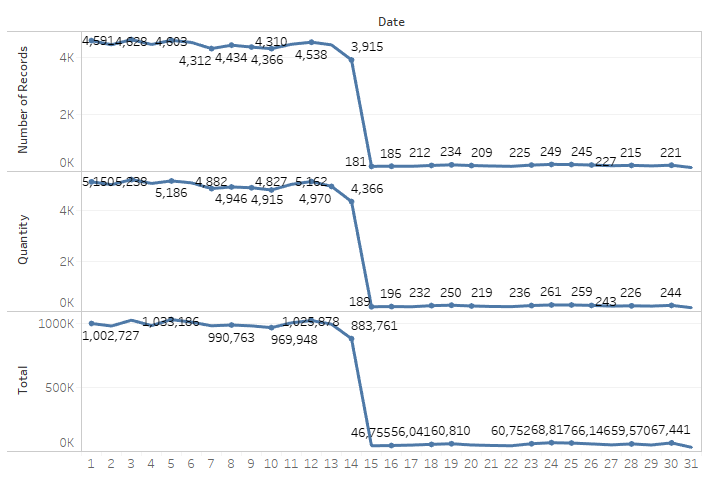 Date
Number of Records
4K
2K
0K
4,591 4,628 4,603 4,312 4,434 4,310 4,366 4,538 3,915
181 185 212 234 209 225 249 245 227 215 221
Quantity
4K
2K
0K
5,150 5,238 5,186 4,882 4,946 4,827 4,915 5,162 4,970 4,366
189 196 232 250 219 236 261 259 243 226 244
Total
1000K
500K
0K
1,002,727 1,033,186 990,763 969,948 1,025,878 883,761
46,755 56,041 60,810 60,752 68,817 66,146 59,570 67,441
1 2 3 4 5 6 7 8 9 10 11 12 13 14 15 16 17 18 19 20 21 22 23 24 25 26 27 28 29 30 31